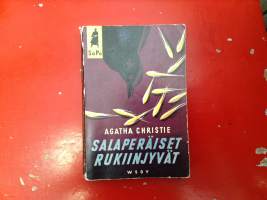 SaPo
AGATHA CHRISTIE
SALAPERÄISET
RUKIINJYVÄT
WSOY